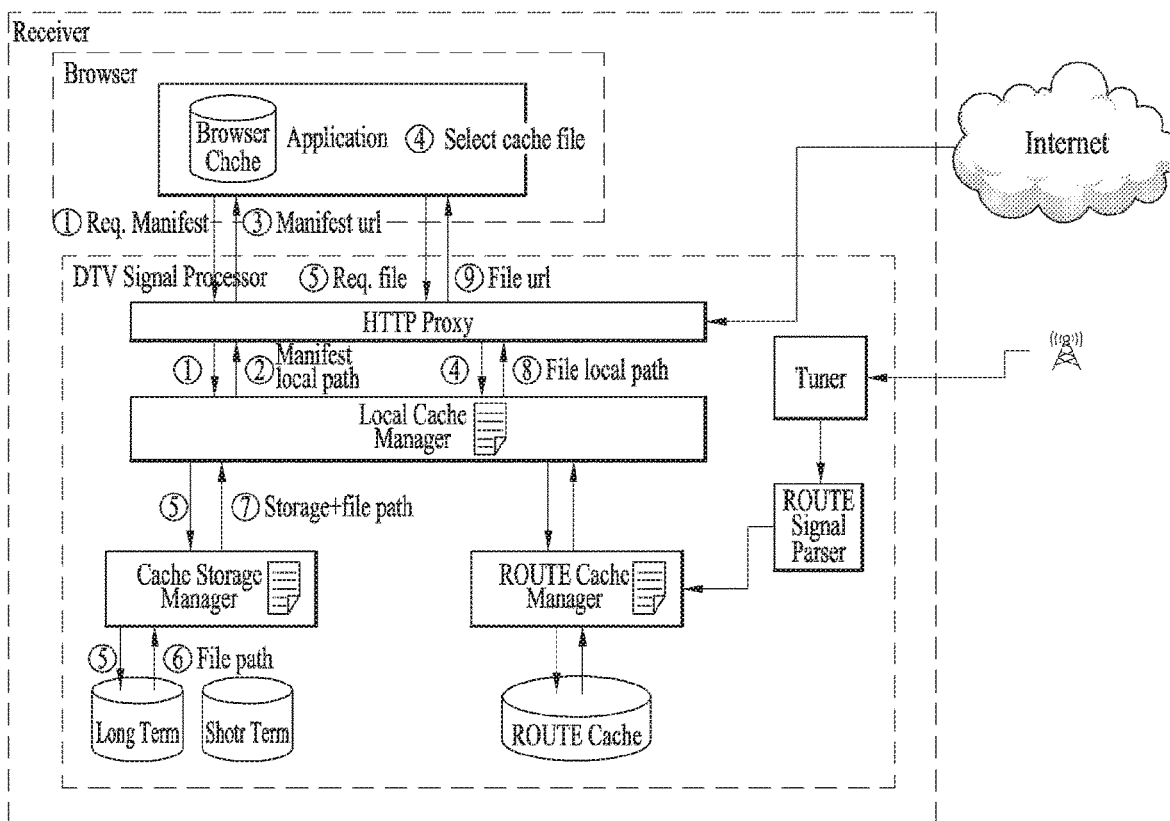 Receiver
Browser
Browser
Chche
Application
④ Select cache file
① Req. Manifest
③ Manifest url
DTV Signal Processor
⑤ Req. file
⑨ File url
HTTP Proxy
Internet
①
② Manifest
local path
④
⑧ File local path
Tuner
Local Cache
Manager
⑤
⑦ Storage+file path
ROUTE
Signal
Parser
Cache Storage
Manager
ROUTE Cache
Manager
⑤
⑥ File path
Long Term
Shotr Term
ROUTE Cache